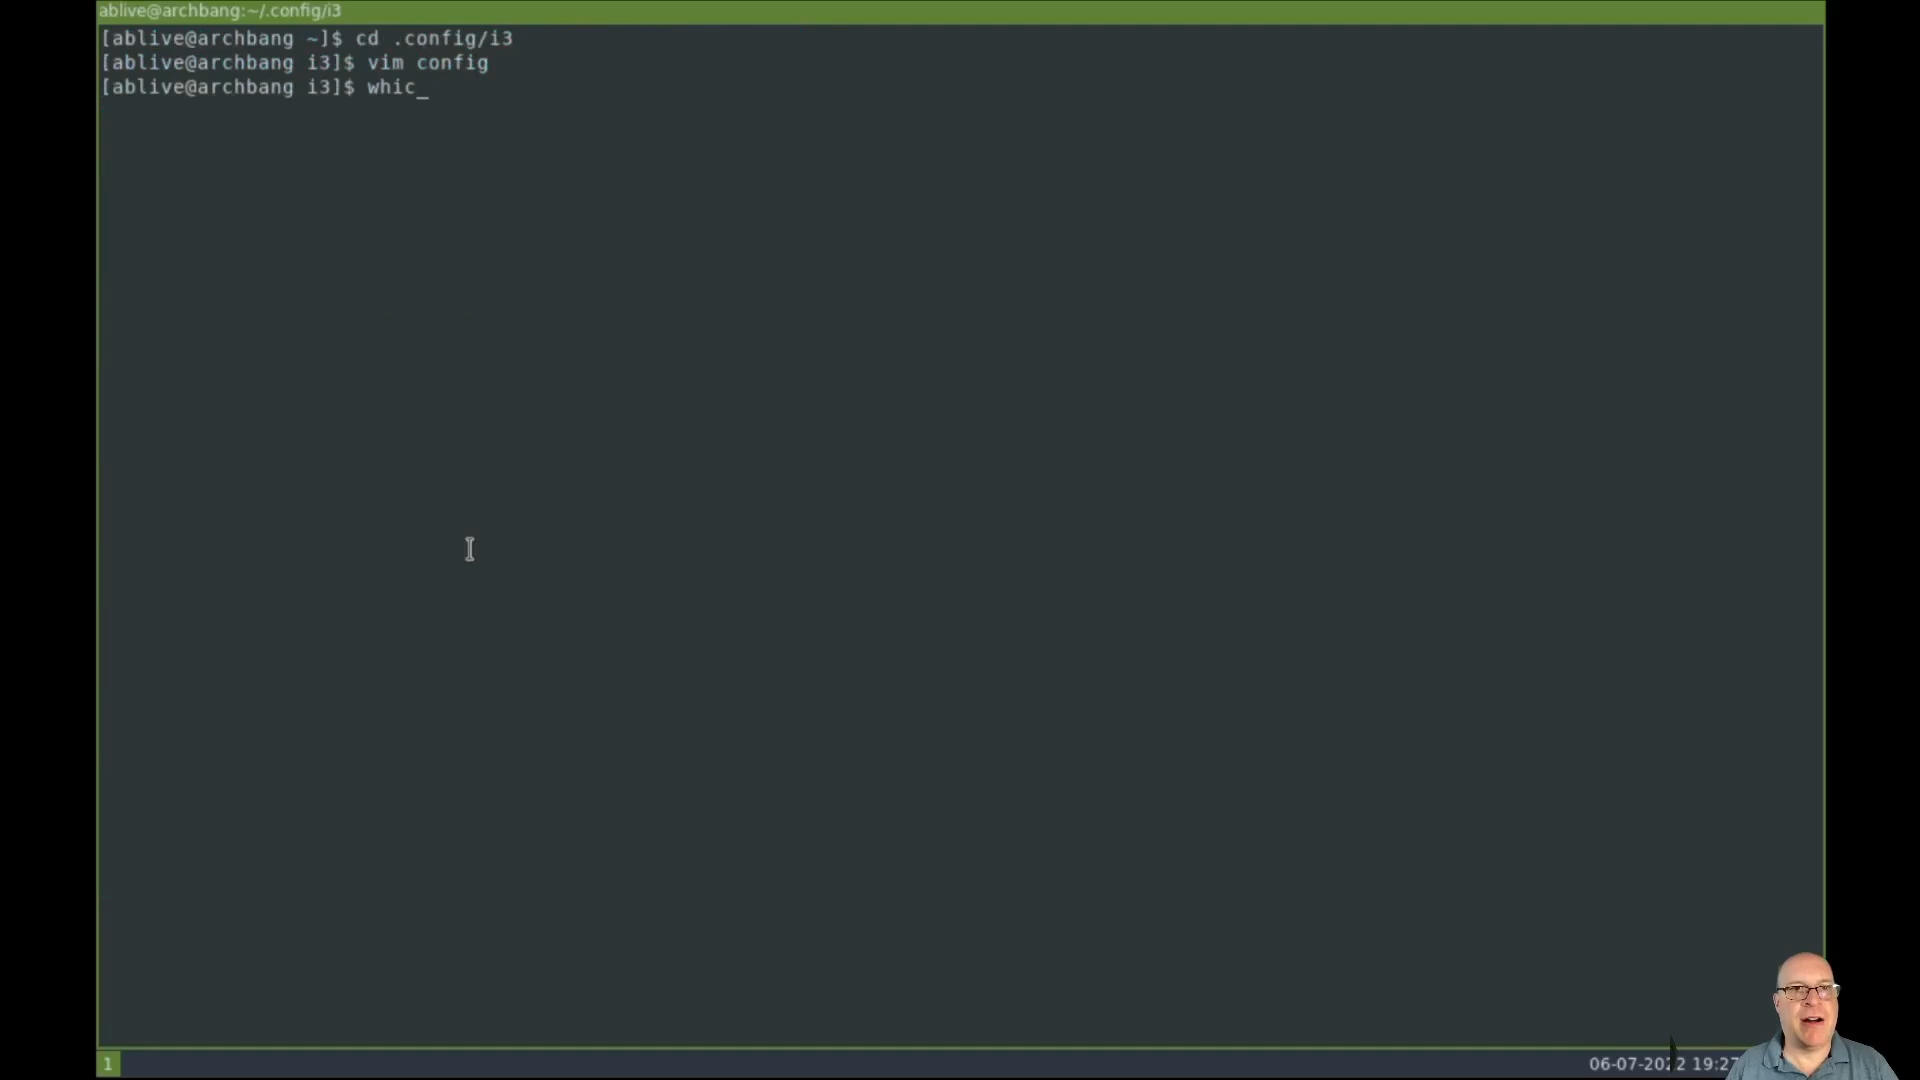 ablive@archbang:~/.config/i3
[ablive@archbang ~]$ cd .config/i3
[ablive@archbang i3]$ vim config
[ablive@archbang i3]$ whic_
1
06-07-2022 19:27